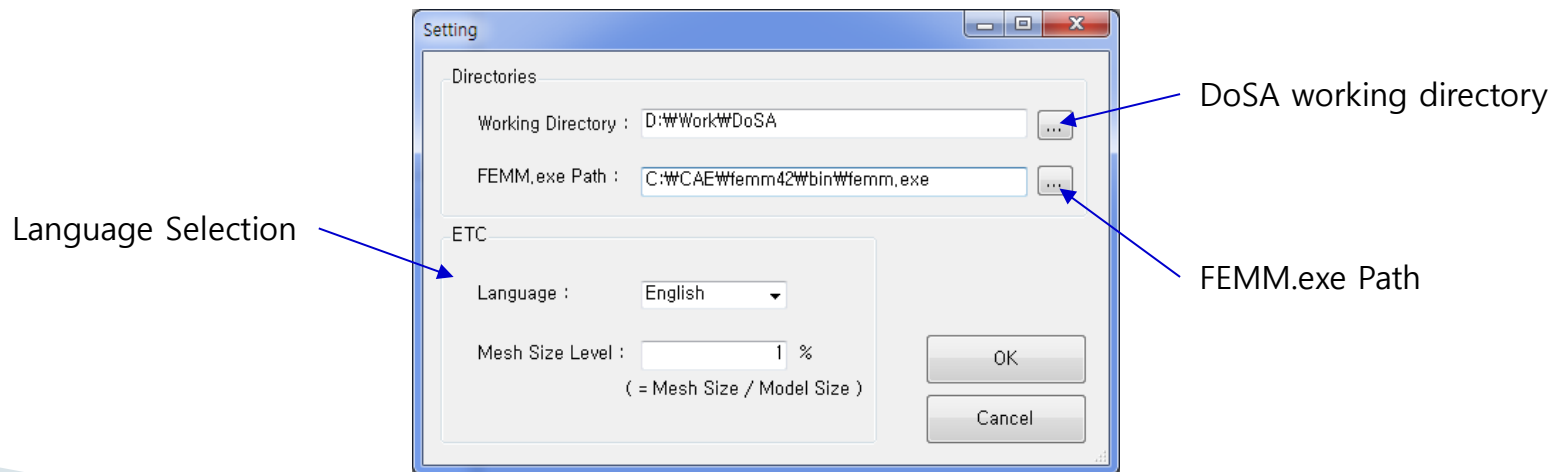 Setting
Directories
Working Directory : D:₩Work₩DoSA ...
DoSA working directory
FEMM,exe Path : C:₩CAE₩femm42₩bin₩femm,exe ...
Language Selection
ETC
FEMM.exe Path
Language : English
Mesh Size Level : 1 %
( = Mesh Size / Model Size )
OK
Cancel